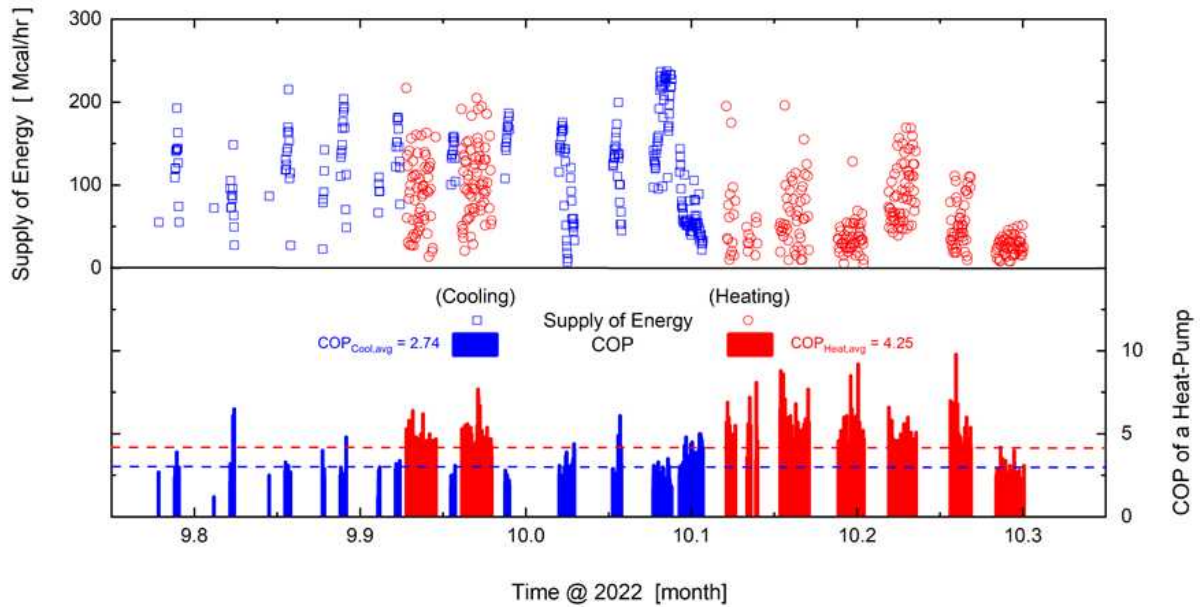 300
200
100
0
Supply of Energy [ Mcal/hr ]
(Cooling)
(Heating)
Supply of Energy
COP_Cool,avg = 2.74
COP
COP_Heat,avg = 4.25
10
5
0
COP of a Heat-Pump
9.8 9.9 10.0 10.1 10.2 10.3
Time @ 2022 [month]